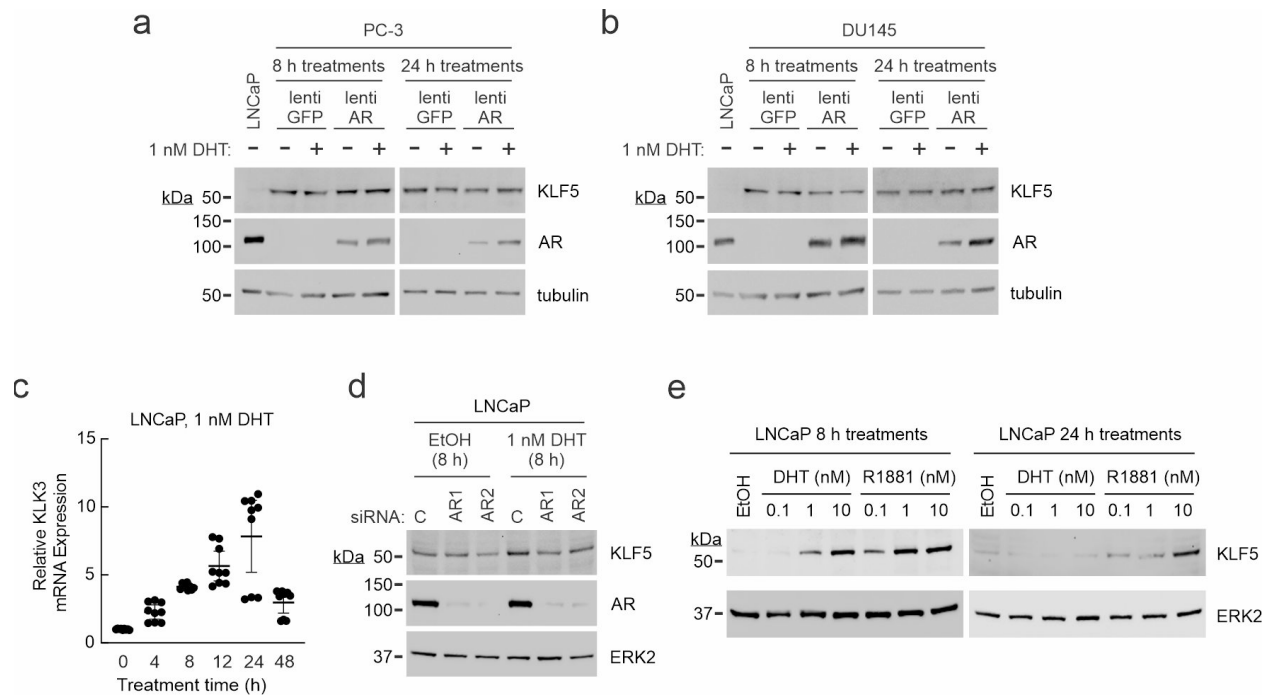 a
PC-3
8 h treatments 24 h treatments
LNCaP
lenti GFP lenti AR lenti GFP lenti AR
1 nM DHT: – – + – + – + – +
kDa 50 KLF5
150
100 AR
50 tubulin
b
DU145
8 h treatments 24 h treatments
LNCaP
lenti GFP lenti AR lenti GFP lenti AR
1 nM DHT: – – + – + – + – +
kDa 50 KLF5
150
100 AR
50 tubulin
c
LNCaP, 1 nM DHT
Relative KLK3
mRNA Expression
15
10
5
0
0 4 8 12 24 48
Treatment time (h)
d
LNCaP
EtOH 1 nM DHT
(8 h) (8 h)
siRNA: C AR1 AR2 C AR1 AR2
kDa 50 KLF5
150
100 AR
37 ERK2
e
LNCaP 8 h treatments LNCaP 24 h treatments
EtOH DHT (nM) R1881 (nM) EtOH DHT (nM) R1881 (nM)
0.1 1 10 0.1 1 10 0.1 1 10 0.1 1 10
kDa
50 KLF5
37 ERK2